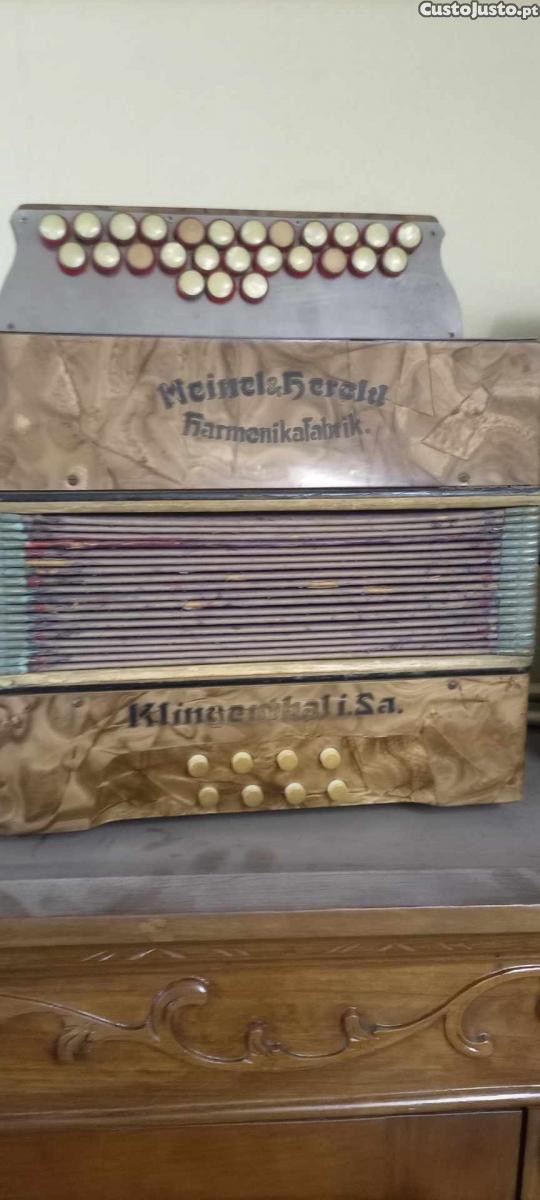 CustoJusto.pt
Meinel & Herold
Harmonikafabrik.
Klingenthal i. Sa.